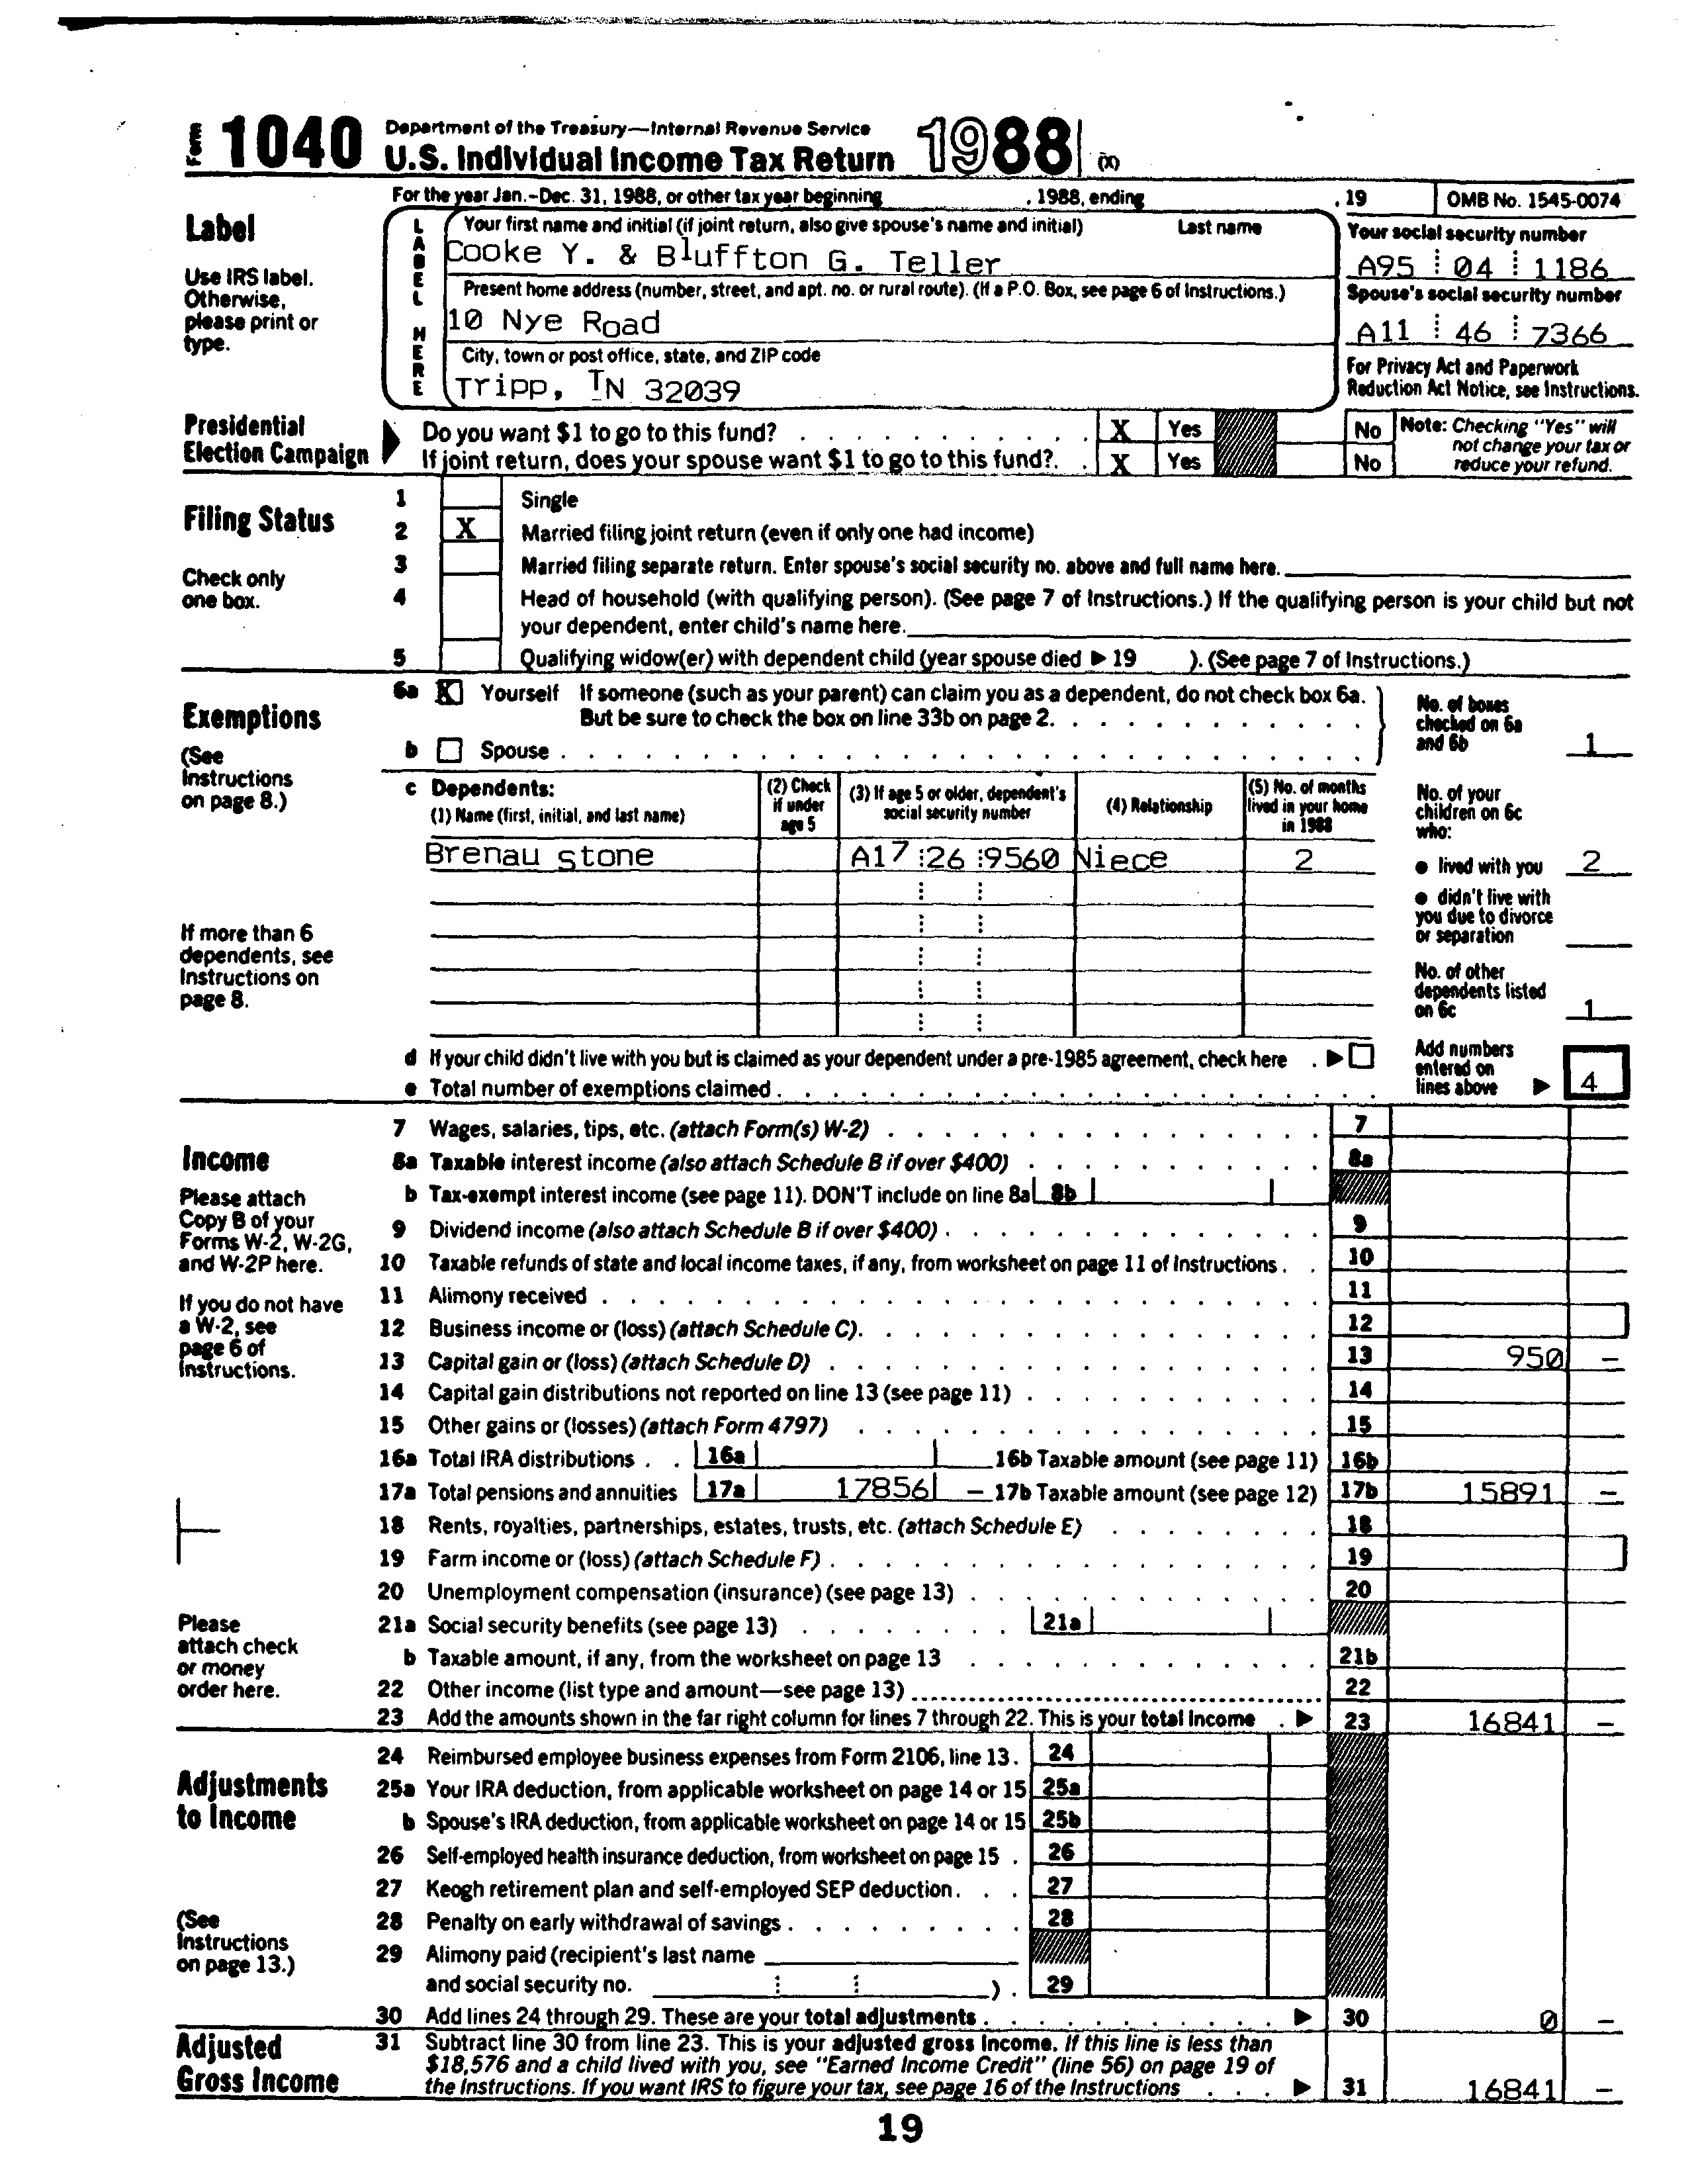 Form 1040 Department of the Treasury—Internal Revenue Service
U.S. Individual Income Tax Return 1988 (X)
For the year Jan.-Dec. 31, 1988, or other tax year beginning , 1988, ending , 19 OMB No. 1545-0074
Label
Use IRS label. Otherwise, please print or type.
LABEL HERE
Your first name and initial (if joint return, also give spouse's name and initial) Last name
Cooke Y. & Bluffton G. Teller
Your social security number
A95 04 1186
Present home address (number, street, and apt. no. or rural route). (If a P.O. Box, see page 6 of Instructions.)
10 Nye Road
Spouse's social security number
A11 46 7366
City, town or post office, state, and ZIP code
Tripp, TN 32039
For Privacy Act and Paperwork Reduction Act Notice, see Instructions.
Presidential Election Campaign
Do you want $1 to go to this fund? X Yes No
If joint return, does your spouse want $1 to go to this fund?. X Yes No
Note: Checking "Yes" will not change your tax or reduce your refund.
Filing Status
Check only one box.
1 Single
2 X Married filing joint return (even if only one had income)
3 Married filing separate return. Enter spouse's social security no. above and full name here.
4 Head of household (with qualifying person). (See page 7 of Instructions.) If the qualifying person is your child but not
your dependent, enter child's name here.
5 Qualifying widow(er) with dependent child (year spouse died ▶ 19 ). (See page 7 of Instructions.)
Exemptions
(See Instructions on page 8.)
6a X Yourself If someone (such as your parent) can claim you as a dependent, do not check box 6a.
But be sure to check the box on line 33b on page 2.
b Spouse
No. of boxes checked on 6a and 6b 1
c Dependents:
(1) Name (first, initial, and last name)
(2) Check if under age 5
(3) If age 5 or older, dependent's social security number
(4) Relationship
(5) No. of months lived in your home in 1988
Brenau stone A17 26 9560 Niece 2
No. of your children on 6c who:
● lived with you 2
● didn't live with you due to divorce or separation
No. of other dependents listed on 6c 1
If more than 6 dependents, see Instructions on page 8.
d If your child didn't live with you but is claimed as your dependent under a pre-1985 agreement, check here ▶
e Total number of exemptions claimed
Add numbers entered on lines above ▶ 4
Income
Please attach Copy B of your Forms W-2, W-2G, and W-2P here.
If you do not have a W-2, see page 6 of Instructions.
7 Wages, salaries, tips, etc. (attach Form(s) W-2) 7
8a Taxable interest income (also attach Schedule B if over $400) 8a
b Tax-exempt interest income (see page 11). DON'T include on line 8a 8b
9 Dividend income (also attach Schedule B if over $400) 9
10 Taxable refunds of state and local income taxes, if any, from worksheet on page 11 of Instructions 10
11 Alimony received 11
12 Business income or (loss) (attach Schedule C). 12
13 Capital gain or (loss) (attach Schedule D) 13 950 –
14 Capital gain distributions not reported on line 13 (see page 11) 14
15 Other gains or (losses) (attach Form 4797) 15
16a Total IRA distributions 16a 16b Taxable amount (see page 11) 16b
17a Total pensions and annuities 17a 17856 – 17b Taxable amount (see page 12) 17b 15891 –
18 Rents, royalties, partnerships, estates, trusts, etc. (attach Schedule E) 18
19 Farm income or (loss) (attach Schedule F) 19
20 Unemployment compensation (insurance) (see page 13) 20
21a Social security benefits (see page 13) 21a
b Taxable amount, if any, from the worksheet on page 13 21b
22 Other income (list type and amount—see page 13) 22
23 Add the amounts shown in the far right column for lines 7 through 22. This is your total income ▶ 23 16841 –
Please attach check or money order here.
Adjustments to Income
(See Instructions on page 13.)
24 Reimbursed employee business expenses from Form 2106, line 13. 24
25a Your IRA deduction, from applicable worksheet on page 14 or 15 25a
b Spouse's IRA deduction, from applicable worksheet on page 14 or 15 25b
26 Self-employed health insurance deduction, from worksheet on page 15 26
27 Keogh retirement plan and self-employed SEP deduction 27
28 Penalty on early withdrawal of savings 28
29 Alimony paid (recipient's last name
and social security no. ) 29
30 Add lines 24 through 29. These are your total adjustments ▶ 30 0 –
Adjusted Gross Income
31 Subtract line 30 from line 23. This is your adjusted gross income. If this line is less than
$18,576 and a child lived with you, see "Earned Income Credit" (line 56) on page 19 of
the Instructions. If you want IRS to figure your tax, see page 16 of the Instructions ▶ 31 16841 –
19